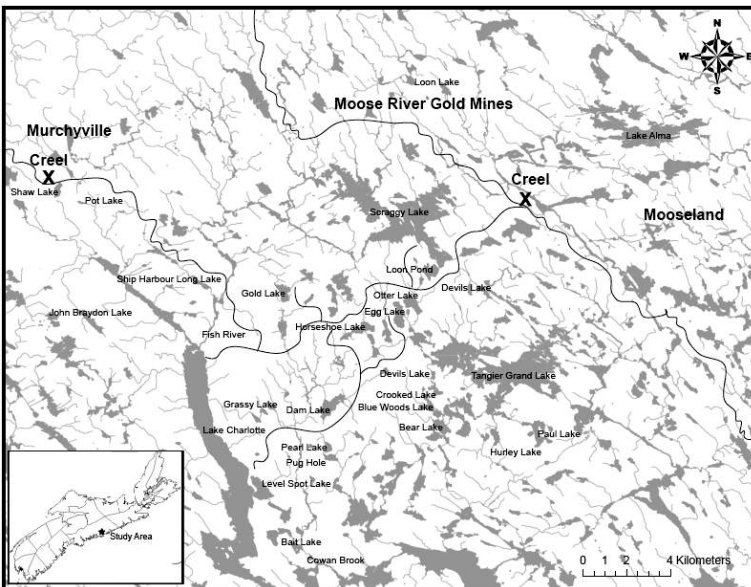 N
W E
S
Loon Lake
Moose River Gold Mines
Murchyville
Lake Alma
Creel
X
Shaw Lake
Pot Lake
Creel
X
Scraggy Lake
Mooseland
Loon Pond
Ship Harbour Long Lake
Gold Lake
Otter Lake
Devils Lake
Egg Lake
John Braydon Lake
Fish River
Horseshoe Lake
Devils Lake
Tangier Grand Lake
Crooked Lake
Grassy Lake
Dam Lake
Blue Woods Lake
Lake Charlotte
Bear Lake
Paul Lake
Pearl Lake
Hurley Lake
Pug Hole
Level Spot Lake
Study Area
Bait Lake
Cowan Brook
0 2 4 Kilometers